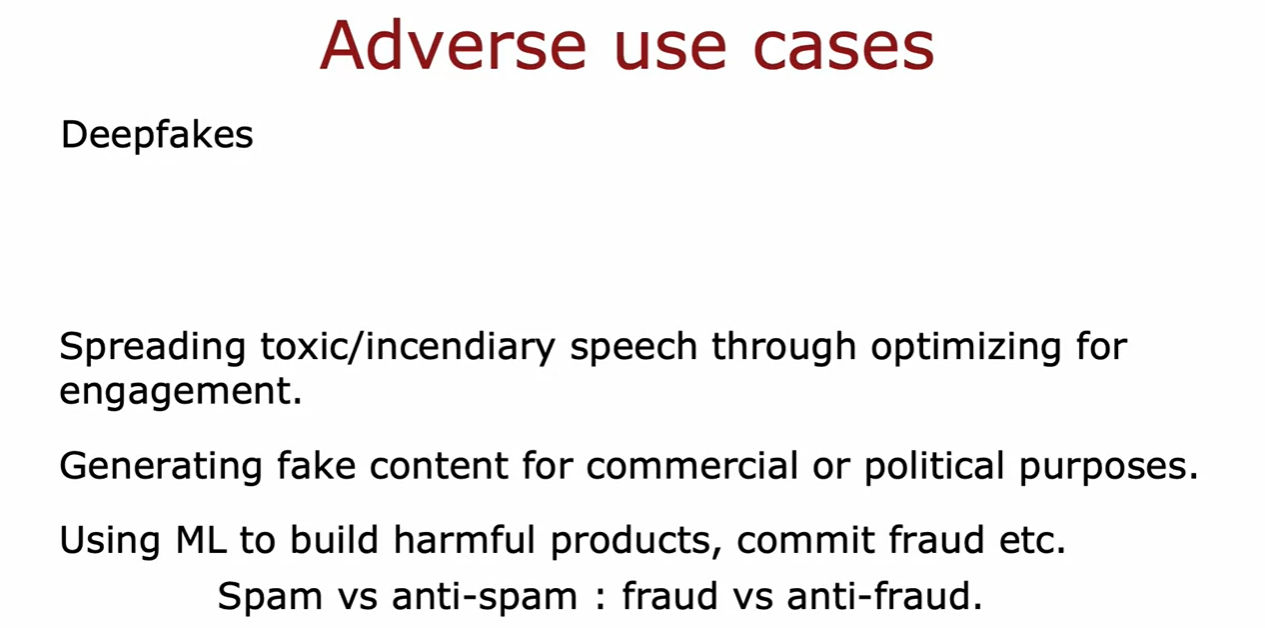 Adverse use cases
Deepfakes
Spreading toxic/incendiary speech through optimizing for
engagement.
Generating fake content for commercial or political purposes.
Using ML to build harmful products, commit fraud etc.
Spam vs anti-spam : fraud vs anti-fraud.